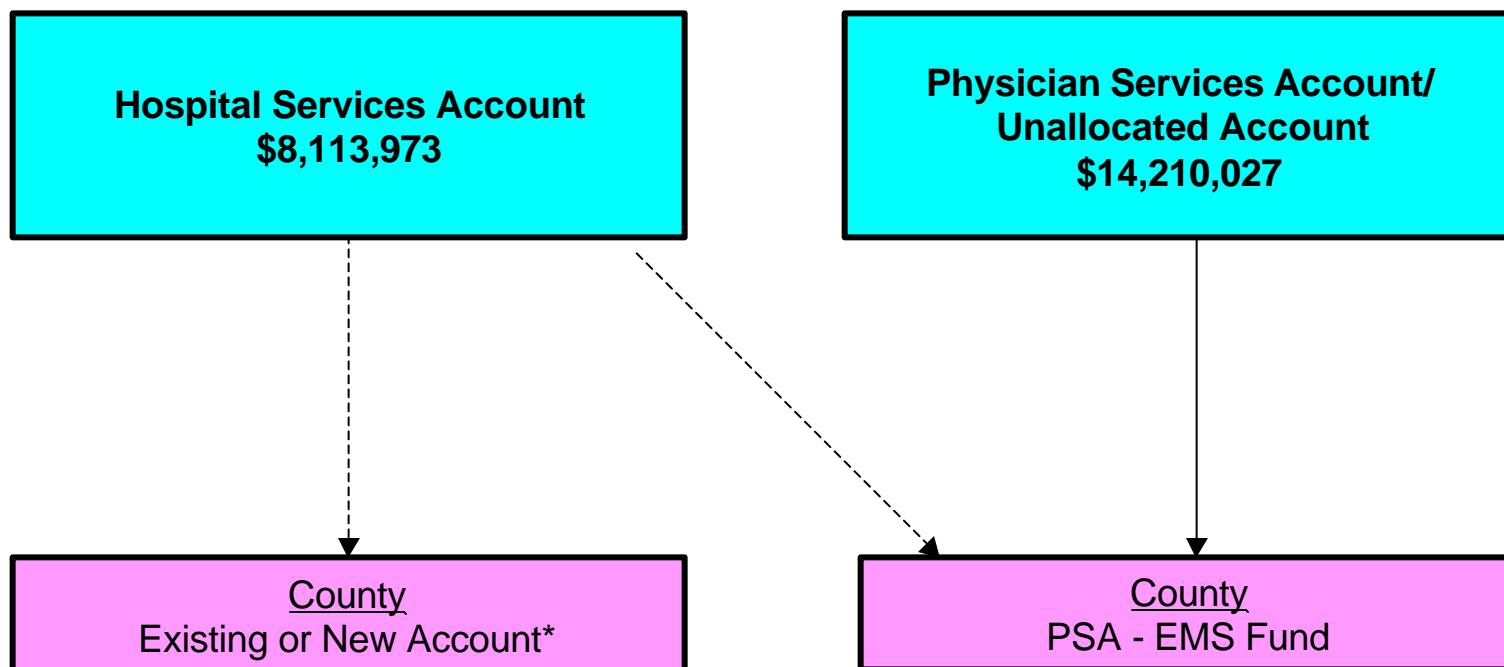 Hospital Services Account
$8,113,973
Physician Services Account/
Unallocated Account
$14,210,027
County
Existing or New Account*
County
PSA - EMS Fund